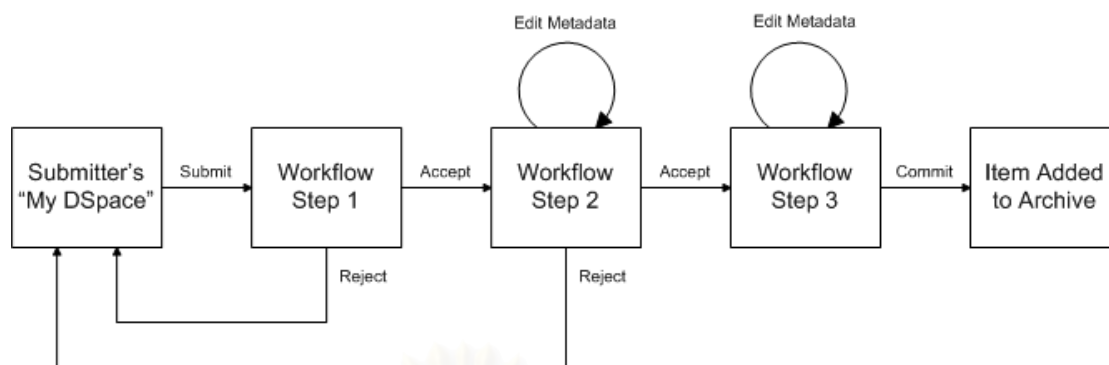 Edit Metadata
Edit Metadata
Submitter's
“My DSpace”
Submit
Workflow
Step 1
Accept
Workflow
Step 2
Accept
Workflow
Step 3
Commit
Item Added
to Archive
Reject
Reject